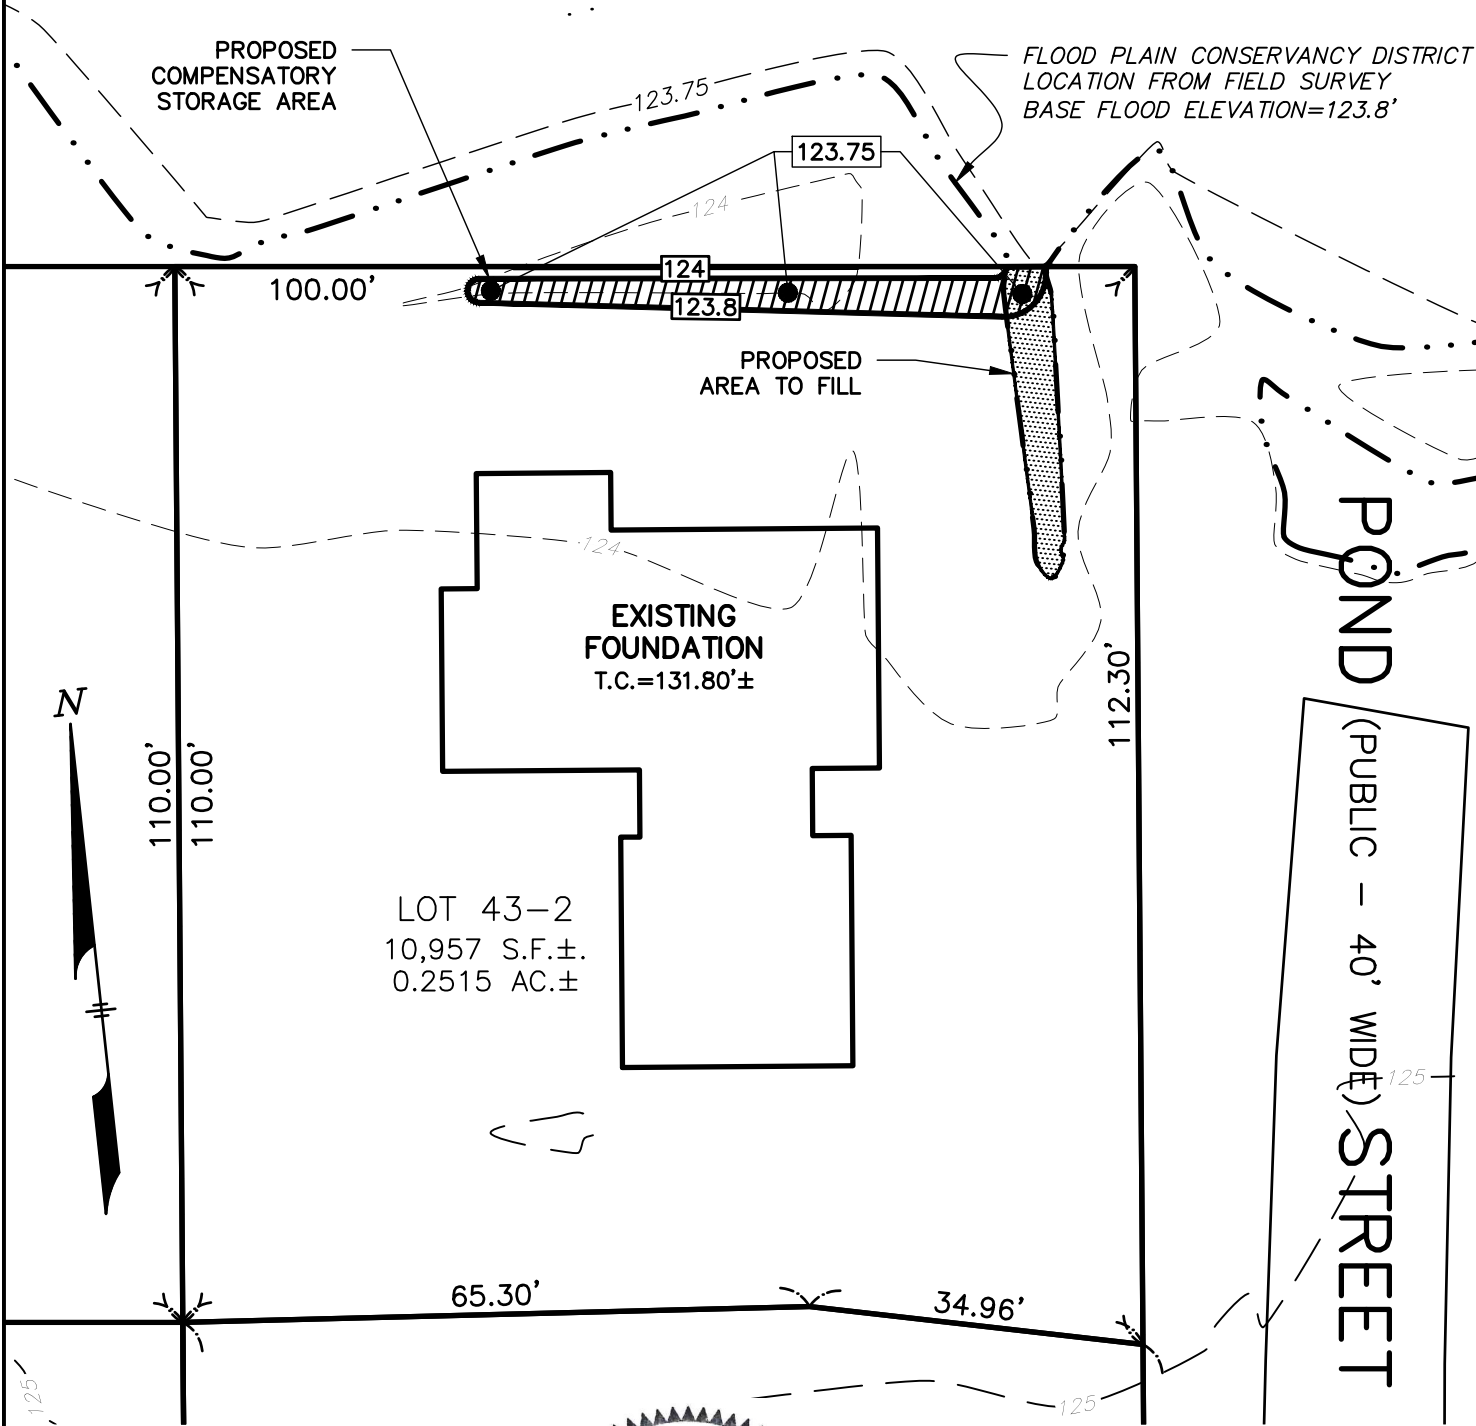 PROPOSED
COMPENSATORY
STORAGE AREA
123.75
FLOOD PLAIN CONSERVANCY DISTRICT
LOCATION FROM FIELD SURVEY
BASE FLOOD ELEVATION=123.8'
123.75
124
124
100.00'
123.8
PROPOSED
AREA TO FILL
124
EXISTING
FOUNDATION
T.C.=131.80'±
N
110.00'
110.00'
112.30'
POND
(PUBLIC - 40' WIDE)
STREET
LOT 43-2
10,957 S.F.±.
0.2515 AC.±
125
65.30'
34.96'
125
125